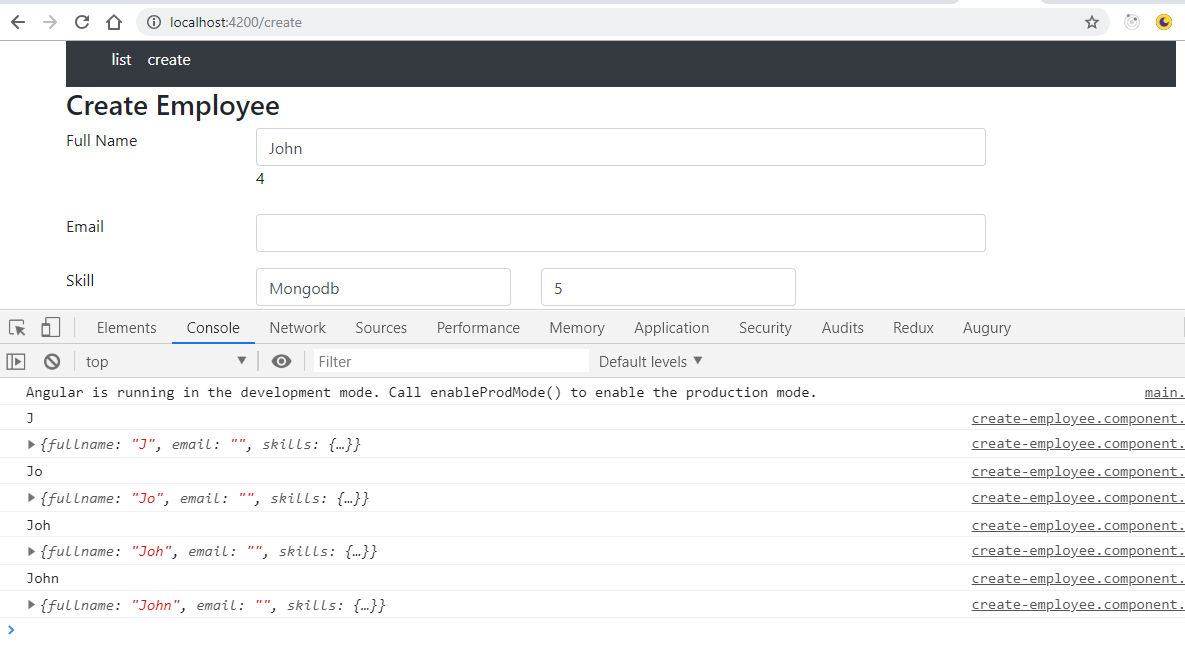 localhost:4200/create
list create
Create Employee
Full Name
John
4
Email
Skill
Mongodb
5
Elements Console Network Sources Performance Memory Application Security Audits Redux Augury
top Filter Default levels
Angular is running in the development mode. Call enableProdMode() to enable the production mode. main.
J create-employee.component.
{fullname: "J", email: "", skills: {…}} create-employee.component.
Jo create-employee.component.
{fullname: "Jo", email: "", skills: {…}} create-employee.component.
Joh create-employee.component.
{fullname: "Joh", email: "", skills: {…}} create-employee.component.
John create-employee.component.
{fullname: "John", email: "", skills: {…}} create-employee.component.